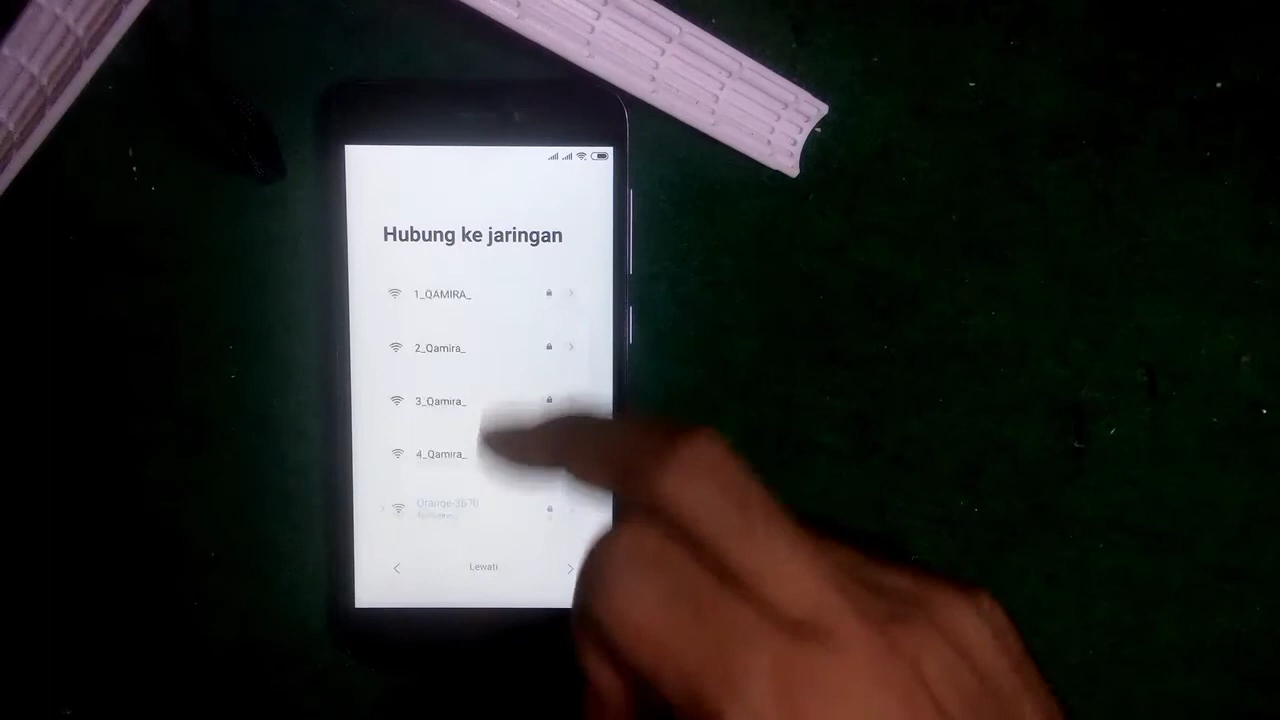 Hubung ke jaringan
1_QAMIRA_
2_Qamira_
3_Qamira_
4_Qamira_
Orange-3B70
Lewati